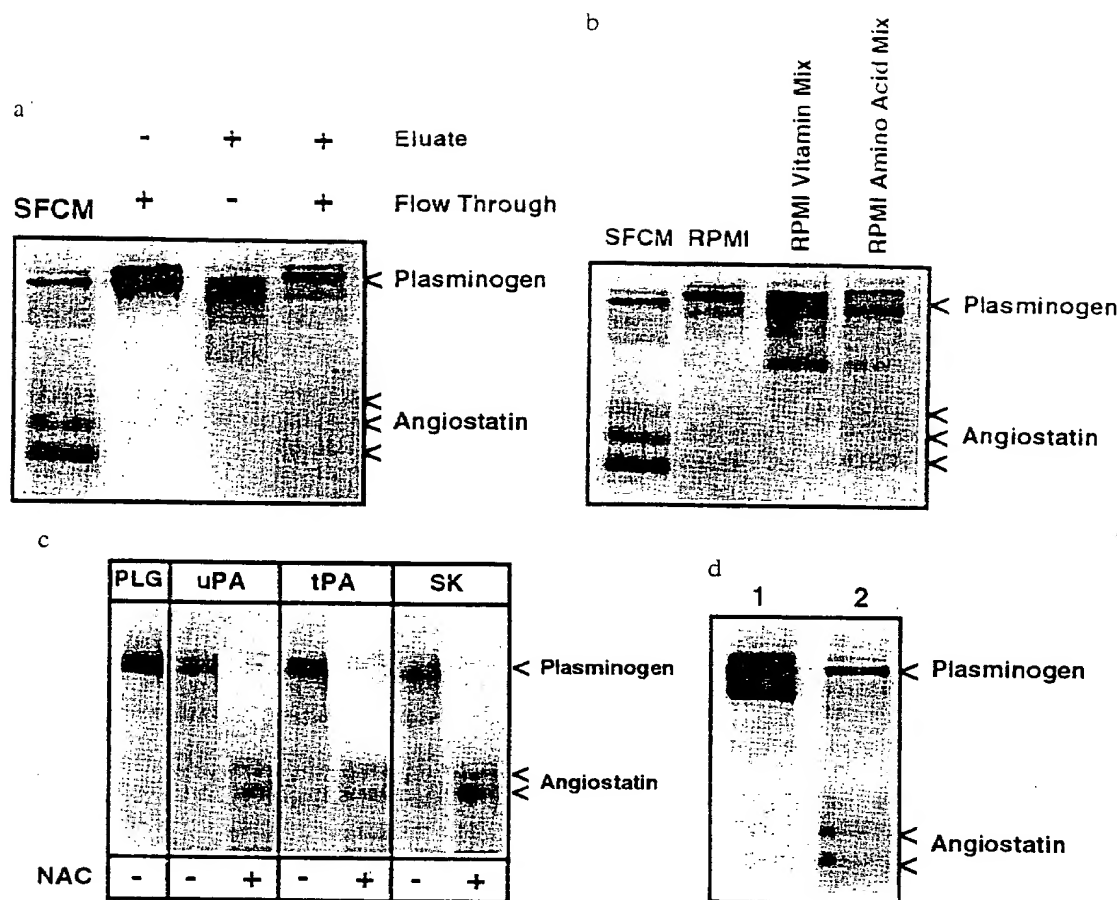 a
- + + Eluate
SFCM + - + Flow Through
< Plasminogen
<
< Angiostatin
<
b
RPMI Vitamin Mix
RPMI Amino Acid Mix
SFCM RPMI
< Plasminogen
<
< Angiostatin
<
c
PLG uPA tPA SK
< Plasminogen
< Angiostatin
<
NAC - - + - + - +
d
1 2
< Plasminogen
< Angiostatin
<